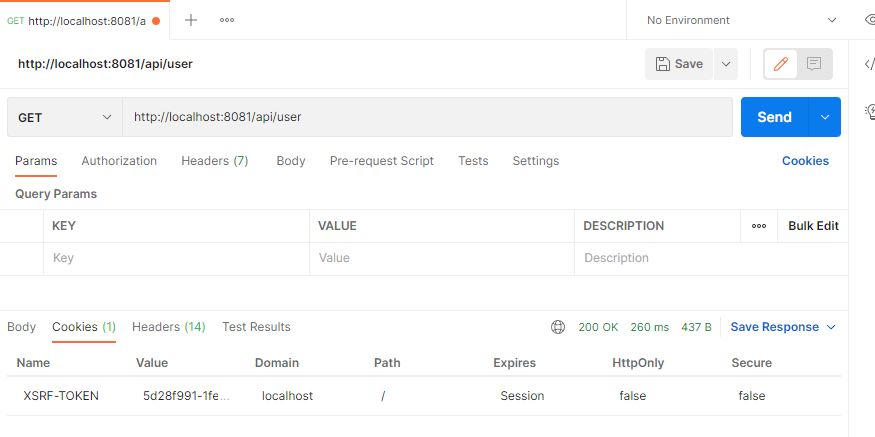 GET http://localhost:8081/a + ooo No Environment
http://localhost:8081/api/user Save
GET http://localhost:8081/api/user Send
Params Authorization Headers (7) Body Pre-request Script Tests Settings Cookies
Query Params
KEY VALUE DESCRIPTION ooo Bulk Edit
Key Value Description
Body Cookies (1) Headers (14) Test Results 200 OK 260 ms 437 B Save Response
Name Value Domain Path Expires HttpOnly Secure
XSRF-TOKEN 5d28f991-1fe... localhost / Session false false